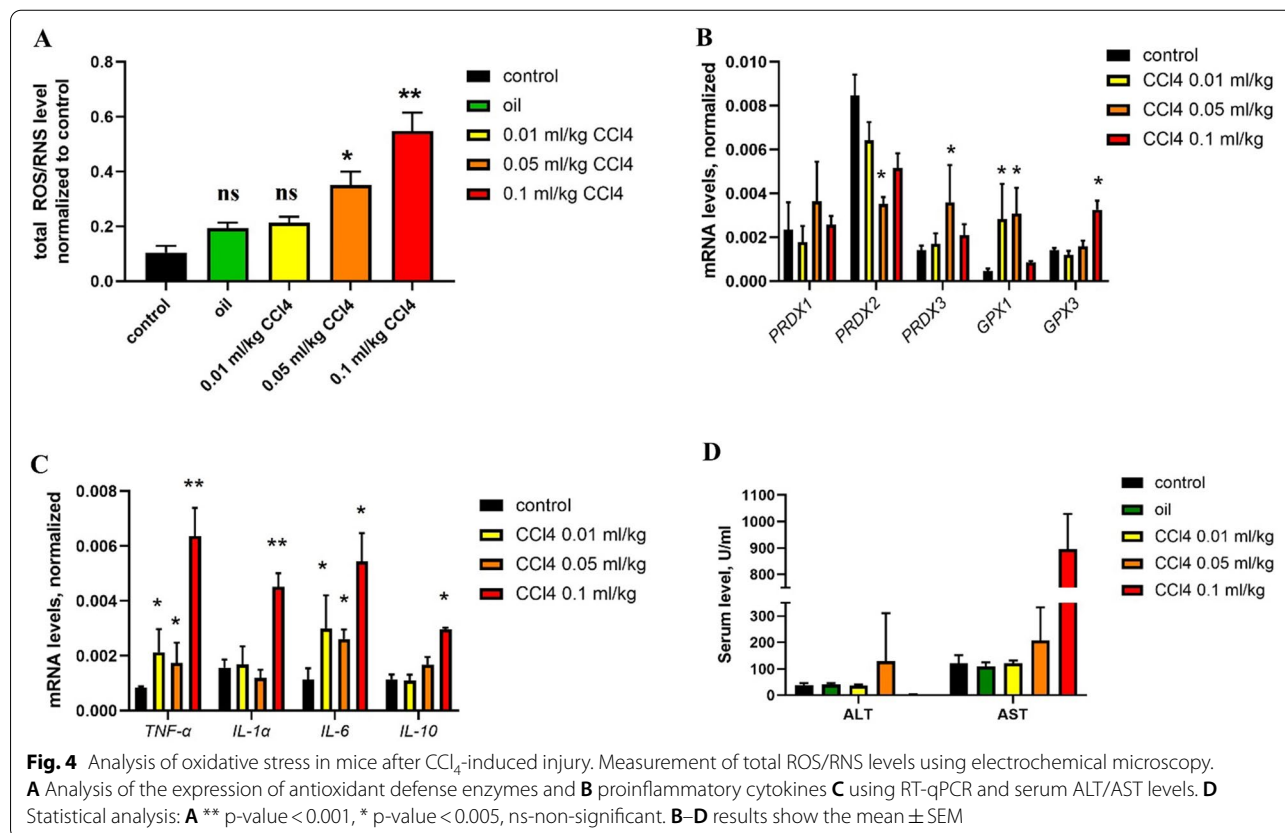 A
total ROS/RNS level
normalized to control
0.8
0.6
0.4
0.2
0.0
ns
ns
*
**
control
oil
0.01 ml/kg CCl4
0.05 ml/kg CCl4
0.1 ml/kg CCl4
control
oil
0.01 ml/kg CCl4
0.05 ml/kg CCl4
0.1 ml/kg CCl4
B
mRNA levels, normalized
0.010
0.008
0.006
0.004
0.002
0.000
*
*
* *
*
PRDX1
PRDX2
PRDX3
GPX1
GPX3
control
CCl4 0.01 ml/kg
CCl4 0.05 ml/kg
CCl4 0.1 ml/kg
C
mRNA levels, normalized
0.008
0.006
0.004
0.002
0.000
*
*
**
**
*
*
*
*
TNF-α
IL-1α
IL-6
IL-10
control
CCl4 0.01 ml/kg
CCl4 0.05 ml/kg
CCl4 0.1 ml/kg
D
Serum level, U/ml
1100
1000
900
800
300
200
100
0
ALT
AST
control
oil
CCl4 0.01 ml/kg
CCl4 0.05 ml/kg
CCl4 0.1 ml/kg
Fig. 4 Analysis of oxidative stress in mice after CCl₄-induced injury. Measurement of total ROS/RNS levels using electrochemical microscopy.
A Analysis of the expression of antioxidant defense enzymes and B proinflammatory cytokines C using RT-qPCR and serum ALT/AST levels. D
Statistical analysis: A ** p-value < 0.001, * p-value < 0.005, ns-non-significant. B–D results show the mean ± SEM